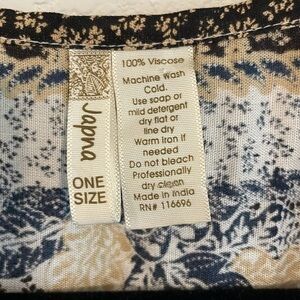 Japna
ONE
SIZE
100% Viscose
Machine Wash
Cold.
Use soap or
mild detergent
dry flat or
line dry
Warm iron if
needed
Do not bleach
Professionally
dry clean
Made in India
RN# 116696